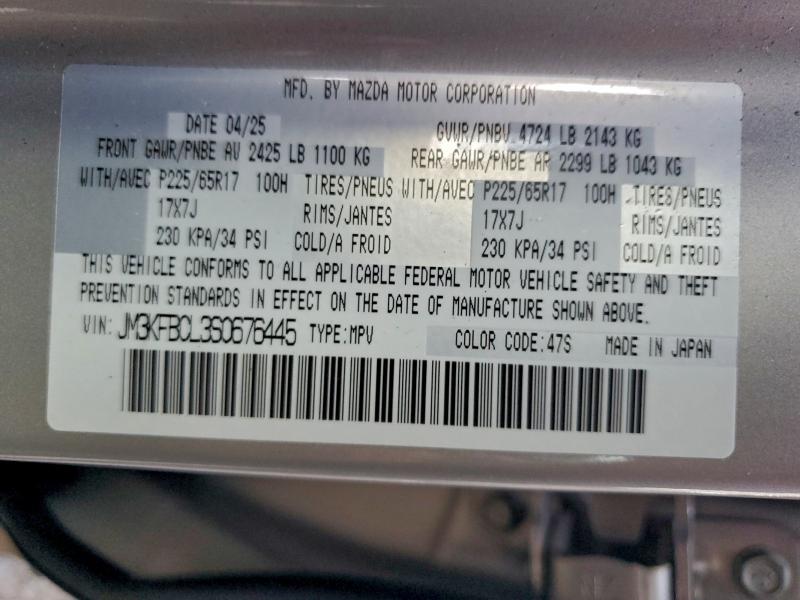 MFD. BY MAZDA MOTOR CORPORATION
DATE 04/25 GVWR/PNBV 4724 LB 2143 KG
FRONT GAWR/PNBE AV 2425 LB 1100 KG REAR GAWR/PNBE AR 2299 LB 1043 KG
WITH/AVEC P225/65R17 100H TIRES/PNEUS WITH/AVEC P225/65R17 100H TIRES/PNEUS
17X7J RIMS/JANTES 17X7J RIMS/JANTES
230 KPA/34 PSI COLD/A FROID 230 KPA/34 PSI COLD/A FROID
THIS VEHICLE CONFORMS TO ALL APPLICABLE FEDERAL MOTOR VEHICLE SAFETY AND THEFT
PREVENTION STANDARDS IN EFFECT ON THE DATE OF MANUFACTURE SHOWN ABOVE.
VIN: JM3KFBCL3S0676445 TYPE:MPV COLOR CODE:47S MADE IN JAPAN